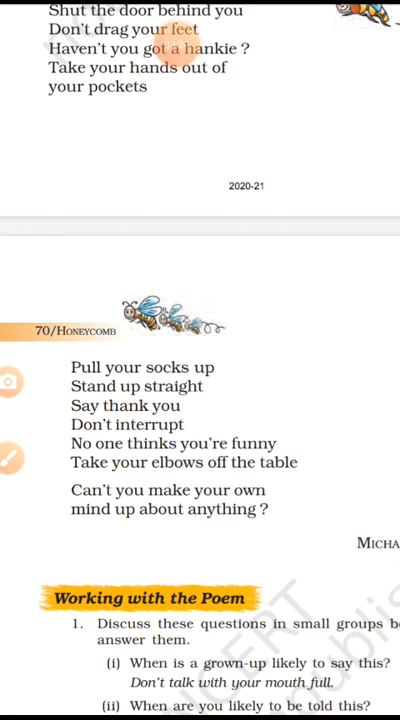 Shut the door behind you
Don't drag your feet
Haven't you got a hankie ?
Take your hands out of
your pockets
2020-21
70/HONEYCOMB
Pull your socks up
Stand up straight
Say thank you
Don't interrupt
No one thinks you're funny
Take your elbows off the table
Can't you make your own
mind up about anything ?
MICHA
Working with the Poem
1. Discuss these questions in small groups b
answer them.
(i) When is a grown-up likely to say this?
Don't talk with your mouth full.
(ii) When are you likely to be told this?